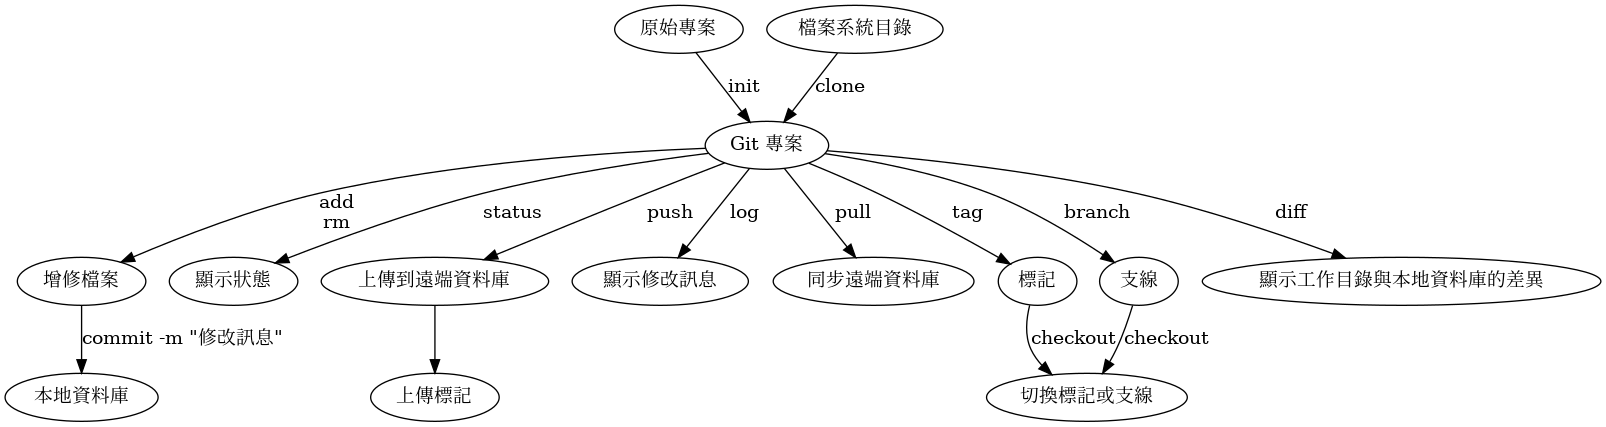 原始專案
檔案系統目錄
init
clone
Git 專案
add
rm
status
push
log
pull
tag
branch
diff
增修檔案
顯示狀態
上傳到遠端資料庫
顯示修改訊息
同步遠端資料庫
標記
支線
顯示工作目錄與本地資料庫的差異
commit -m "修改訊息"
checkout
checkout
本地資料庫
上傳標記
切換標記或支線